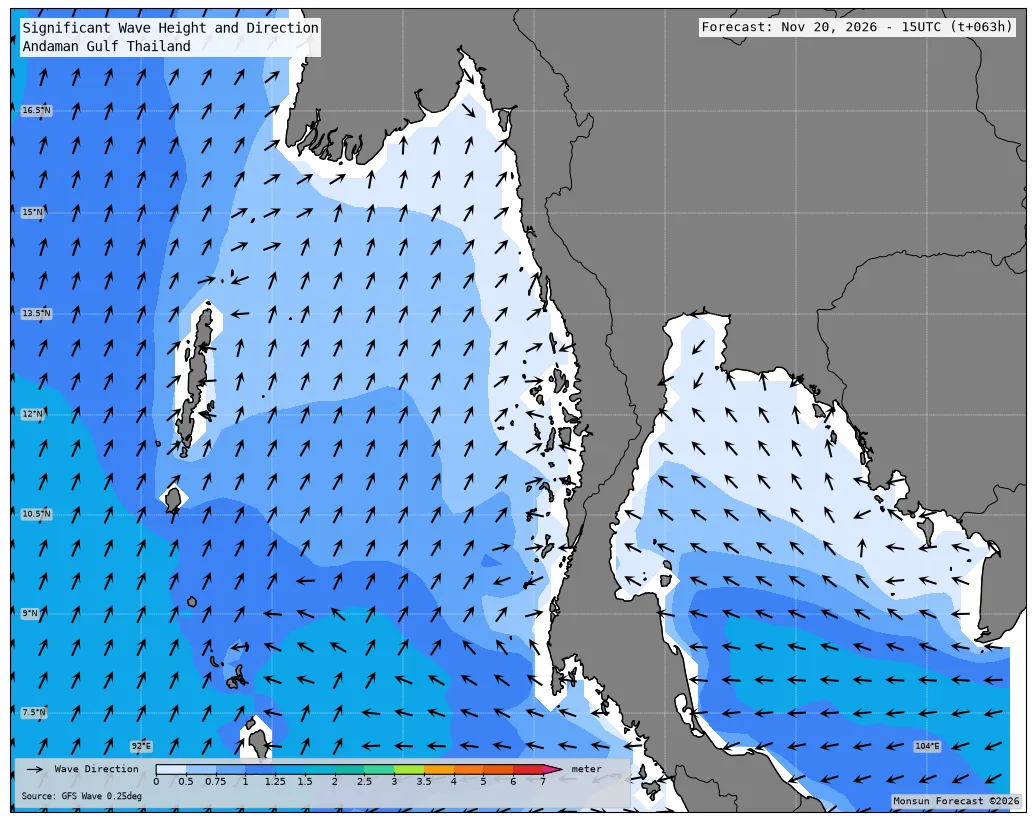 Significant Wave Height and Direction
Andaman Gulf Thailand
Forecast: Nov 20, 2026 - 15UTC (t+063h)
16.5°N
15°N
13.5°N
12°N
10.5°N
9°N
7.5°N
92°E
104°E
Wave Direction
0 0.5 0.75 1 1.25 1.5 2 2.5 3 3.5 4 5 6 7
meter
Source: GFS Wave 0.25deg
Monsun Forecast ©2026